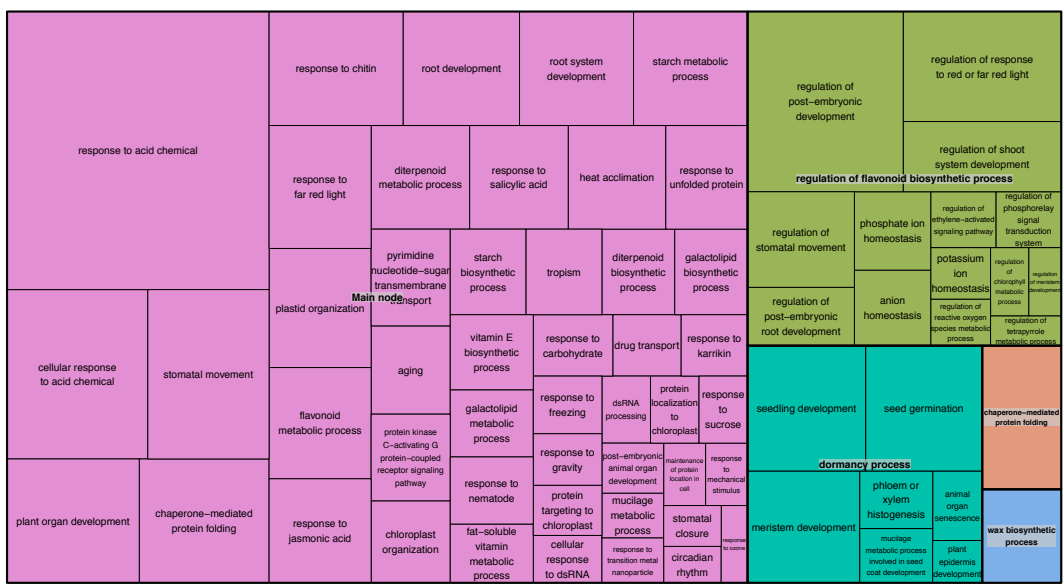 response to acid chemical
cellular response
to acid chemical
stomatal movement
plant organ development
chaperone−mediated
protein folding
response to chitin
root development
root system
development
starch metabolic
process
response to
far red light
diterpenoid
metabolic process
response to
salicylic acid
heat acclimation
response to
unfolded protein
plastid organization
Main node
pyrimidine
nucleotide−sugar
transmembrane
transport
starch
biosynthetic
process
tropism
diterpenoid
biosynthetic
process
galactolipid
biosynthetic
process
flavonoid
metabolic process
aging
vitamin E
biosynthetic
process
response to
carbohydrate
drug transport
response to
karrikin
response to
jasmonic acid
protein kinase
C−activating G
protein−coupled
receptor signaling
pathway
chloroplast
organization
galactolipid
metabolic
process
response to
nematode
fat−soluble
vitamin
metabolic
process
response to
freezing
response to
gravity
protein
targeting to
chloroplast
cellular
response
to dsRNA
dsRNA
processing
protein
localization
to
chloroplast
response
to
sucrose
post−embryonic
animal organ
development
maintenance
of protein
location in
cell
response
to
mechanical
stimulus
mucilage
metabolic
process
response to
transition metal
nanoparticle
stomatal
closure
circadian
rhythm
response
to ozone
regulation of
post−embryonic
development
regulation of response
to red or far red light
regulation of shoot
system development
regulation of flavonoid biosynthetic process
regulation of
stomatal movement
regulation of
post−embryonic
root development
phosphate ion
homeostasis
anion
homeostasis
regulation of
ethylene−activated
signaling pathway
regulation of
phosphorelay
signal
transduction
system
potassium
ion
homeostasis
regulation
of
chlorophyll
metabolic
process
regulation
of meristem
development
regulation of
reactive oxygen
species metabolic
process
regulation of
tetrapyrrole
metabolic process
seedling development
seed germination
dormancy process
meristem development
phloem or
xylem
histogenesis
animal
organ
senescence
mucilage
metabolic process
involved in seed
coat development
plant
epidermis
development
chaperone−mediated
protein folding
wax biosynthetic
process